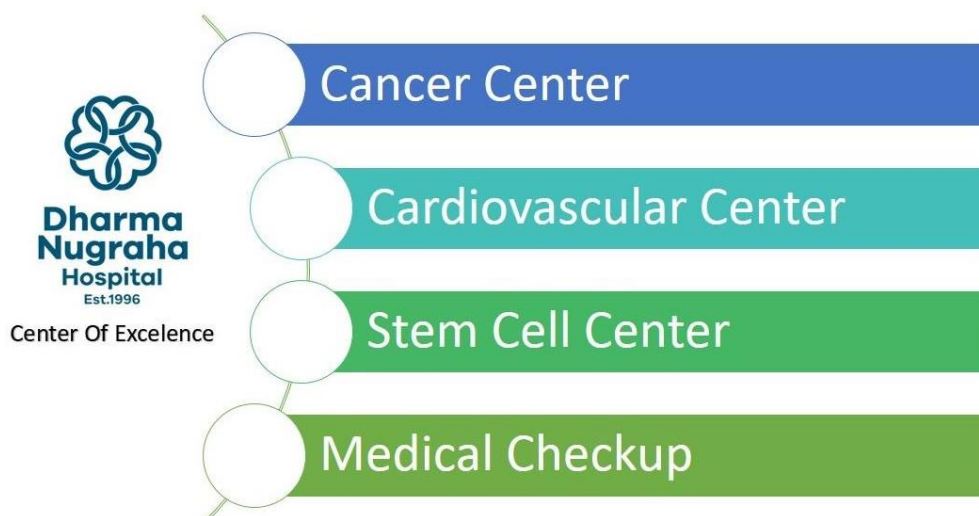 Dharma
Nugraha
Hospital
Est.1996
Center Of Excelence
Cancer Center
Cardiovascular Center
Stem Cell Center
Medical Checkup